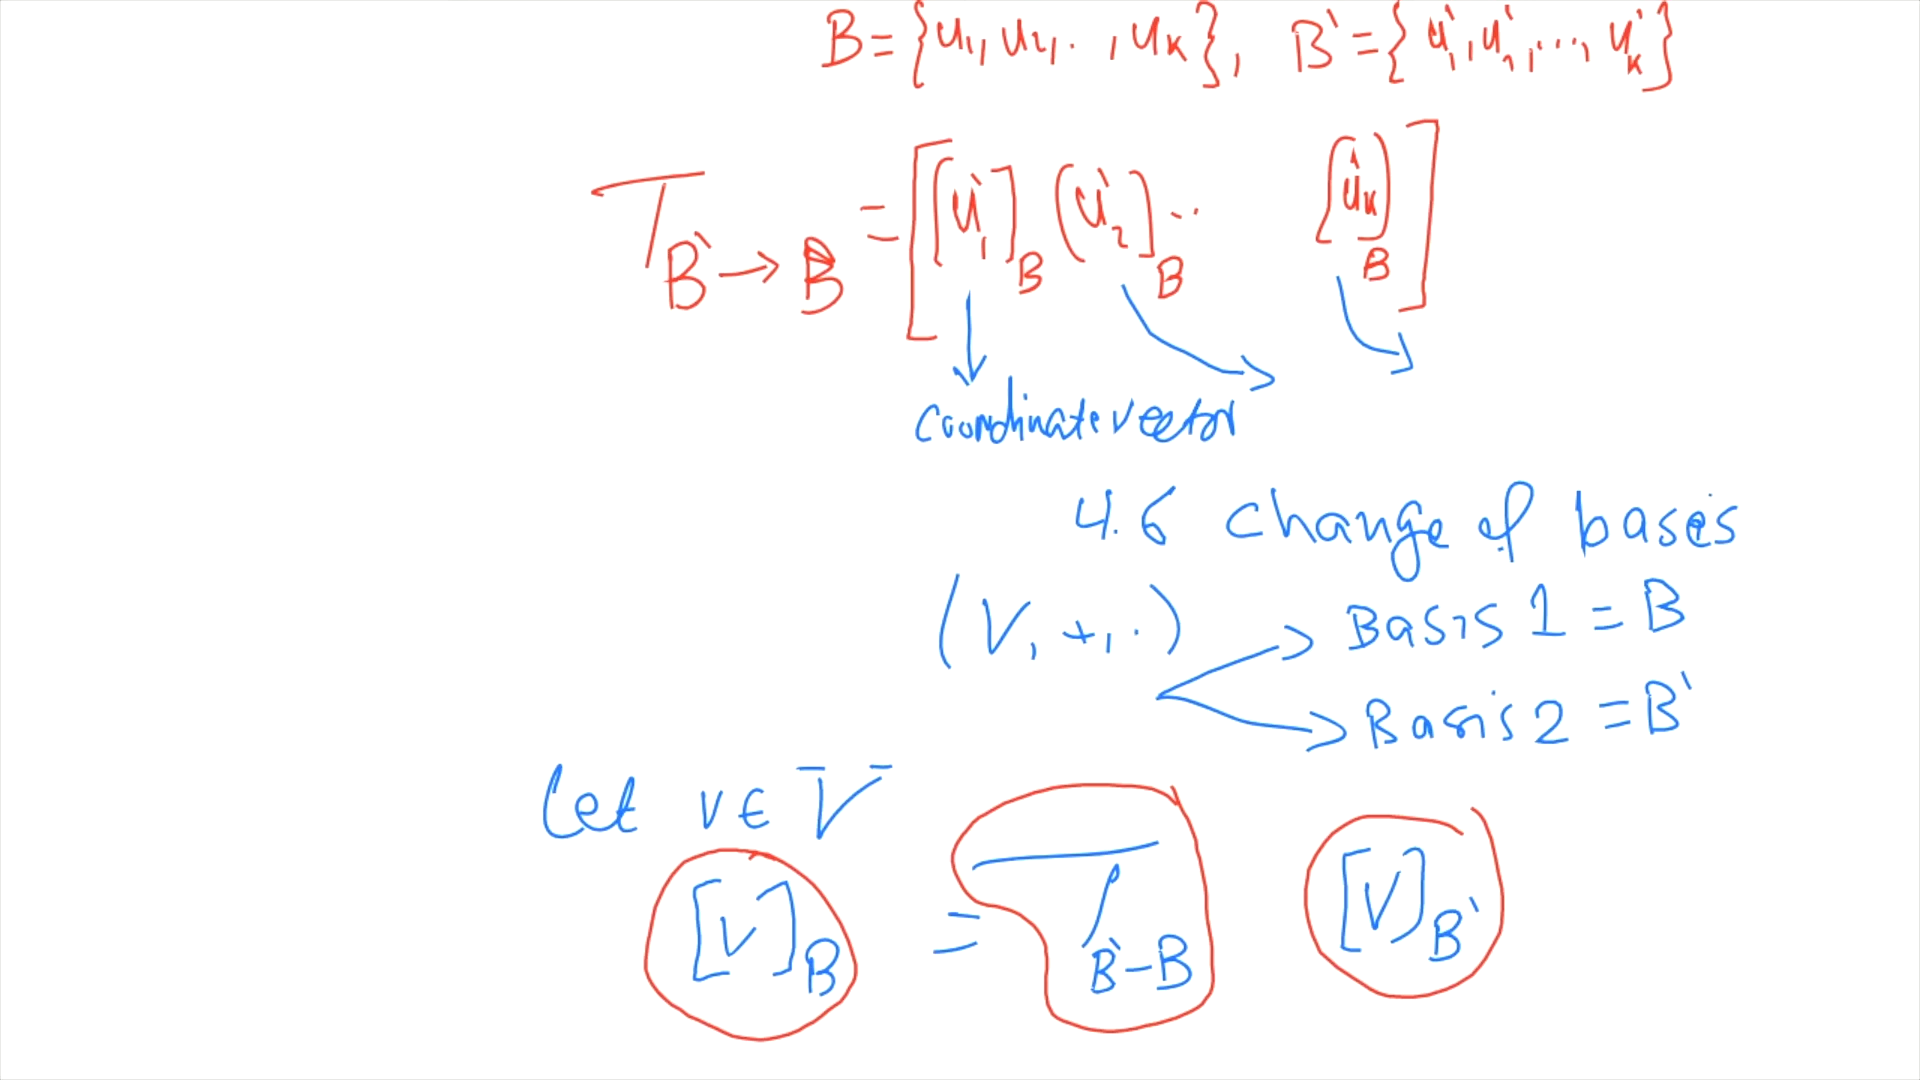 B = {u₁, u₂, . , uₖ}, B' = {u'₁, u'₂, ..., u'ₖ}
T B' → B = [[u'₁]B [u'₂]B .. [u'ₖ]B]
coordinate vector
4.6 change of bases
(V, +, .) → Basis 1 = B
→ Basis 2 = B'
Let v ∈ V
[v]B = T B'-B [v]B'